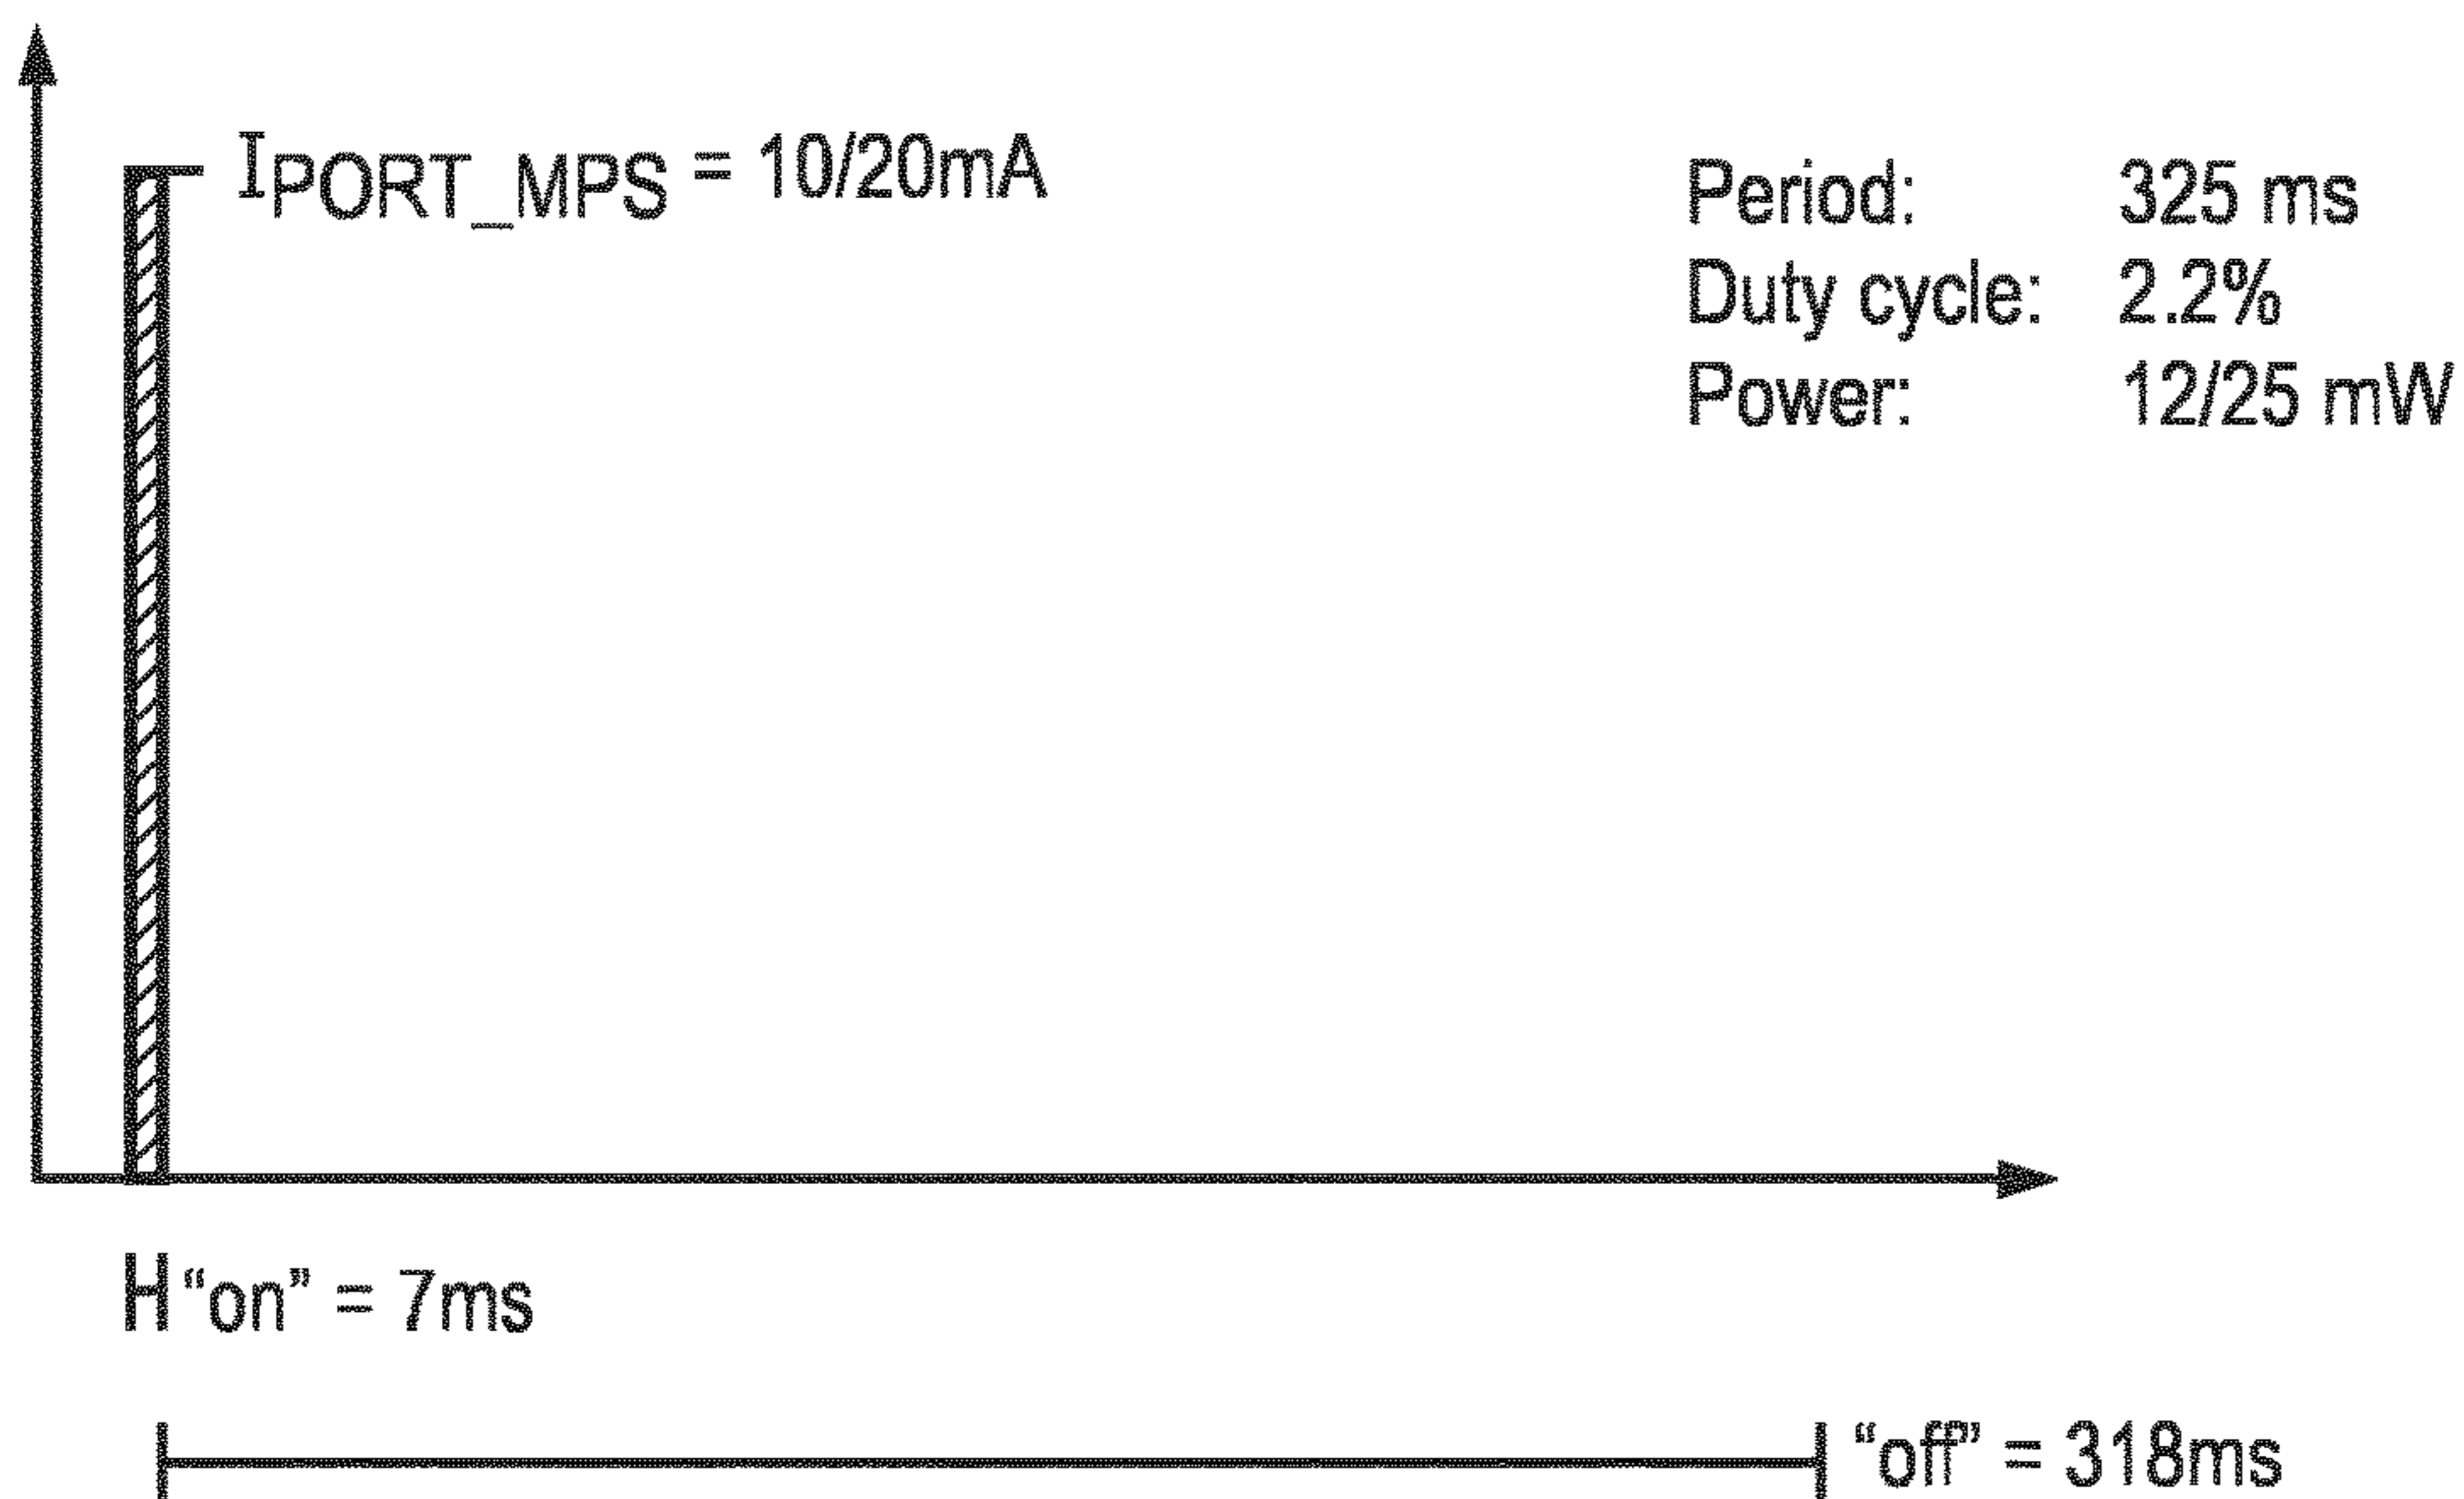 IPORT_MPS = 10/20mA
Period: 325 ms
Duty cycle: 2.2%
Power: 12/25 mW
"on" = 7ms
"off" = 318ms